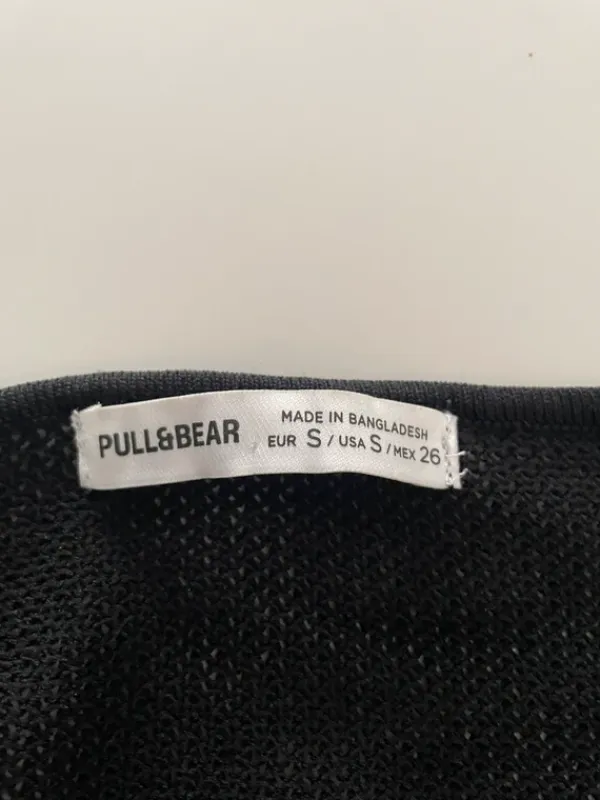 PULL&BEAR
MADE IN BANGLADESH
EUR S / USA S / MEX 26